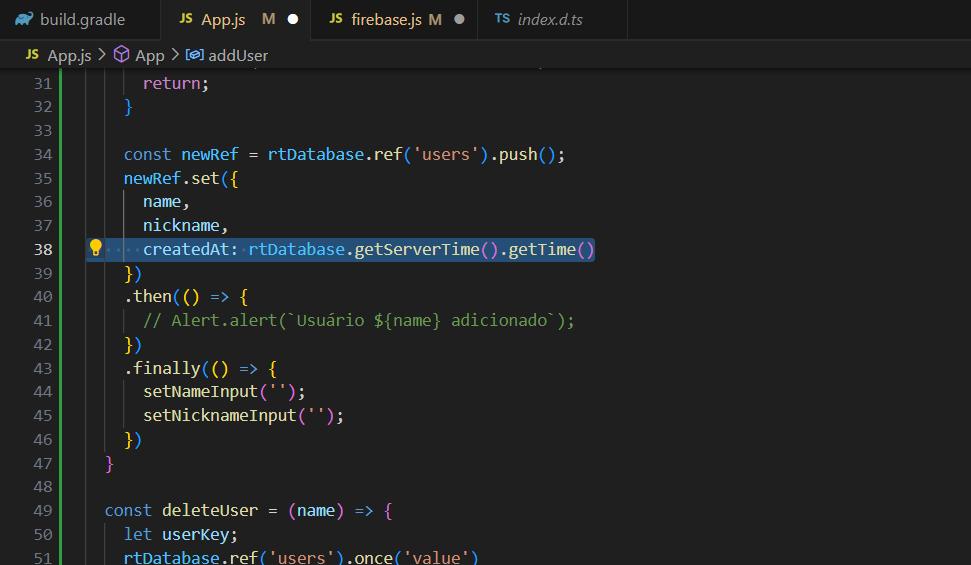 build.gradle JS App.js M JS firebase.js M TS index.d.ts
JS App.js > App > addUser
31 return;
32 }
33
34 const newRef = rtDatabase.ref('users').push();
35 newRef.set({
36 name,
37 nickname,
38 createdAt: rtDatabase.getServerTime().getTime()
39 })
40 .then(() => {
41 // Alert.alert(`Usuário ${name} adicionado`);
42 })
43 .finally(() => {
44 setNameInput('');
45 setNicknameInput('');
46 })
47 }
48
49 const deleteUser = (name) => {
50 let userKey;
51 rtDatabase.ref('users').once('value')